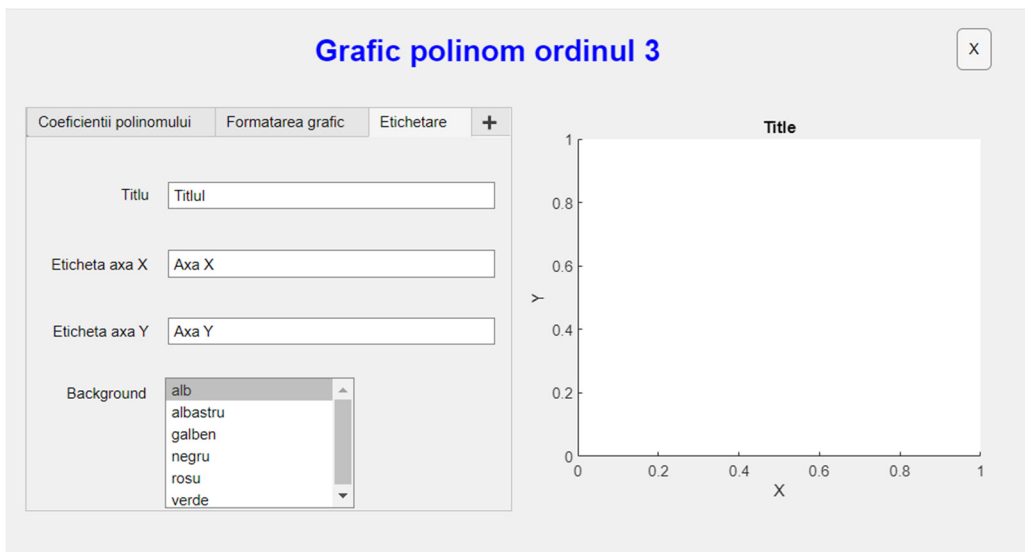 Grafic polinom ordinul 3
X
Coeficientii polinomului Formatarea grafic Etichetare +
Titlu Titlul
Eticheta axa X Axa X
Eticheta axa Y Axa Y
Background alb
albastru
galben
negru
rosu
verde
Title
1
0.8
0.6
0.4
0.2
0
Y
0 0.2 0.4 0.6 0.8 1
X